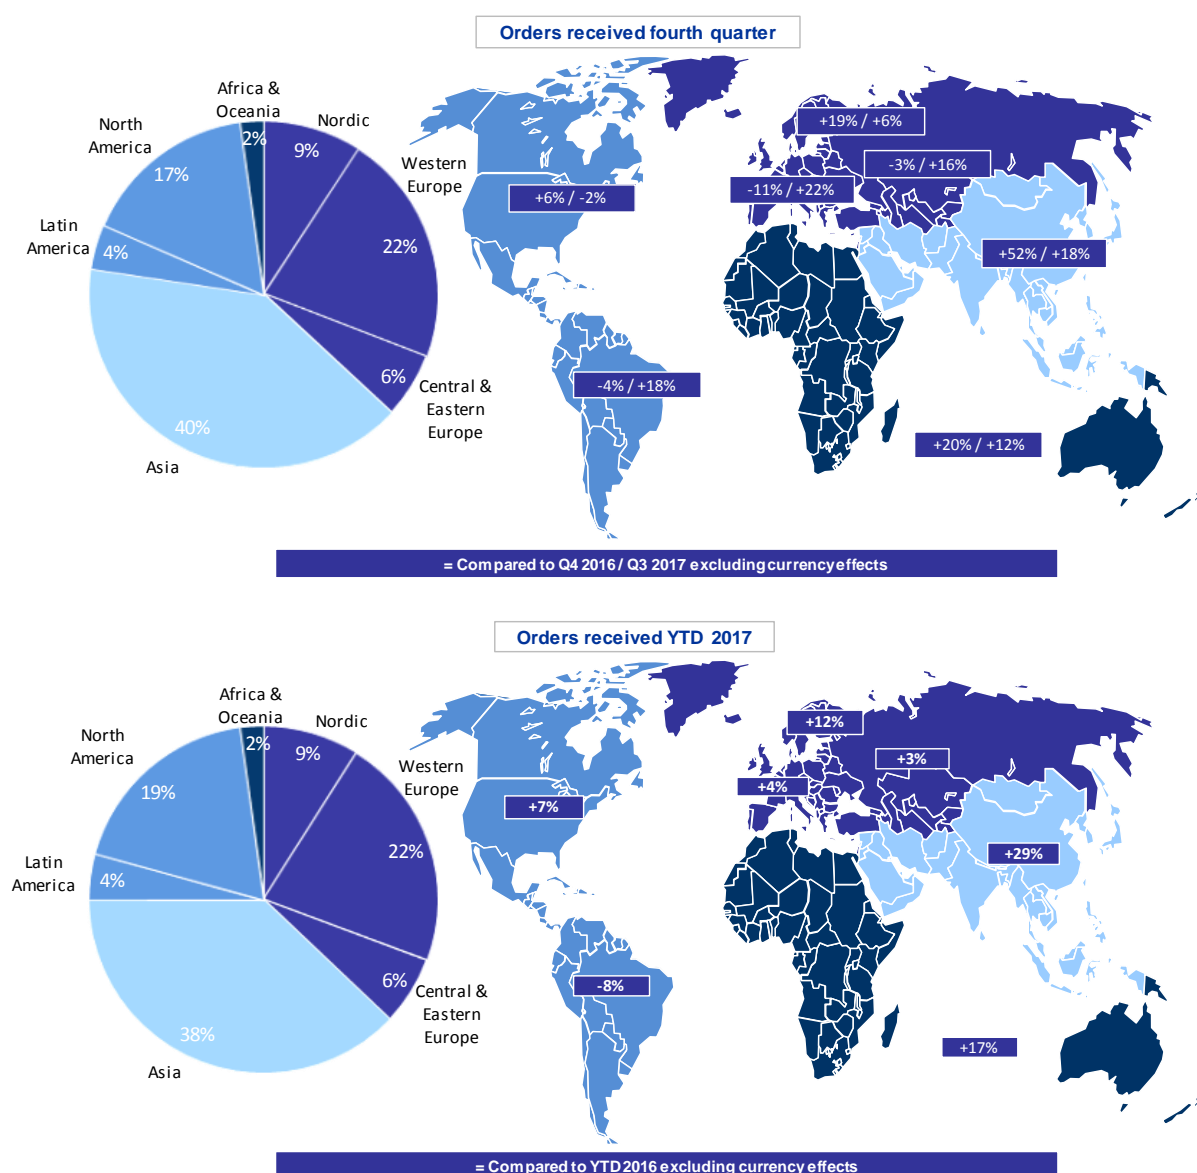 Orders received fourth quarter
Africa &
Oceania
2%
Nordic
9%
North
America
17%
Western
Europe
22%
Latin
America
4%
6%
Central &
Eastern
Europe
40%
Asia
+19% / +6%
-3% / +16%
-11% / +22%
+6% / -2%
+52% / +18%
-4% / +18%
+20% / +12%
= Compared to Q4 2016 / Q3 2017 excluding currency effects
Orders received YTD 2017
Africa &
Oceania
2%
Nordic
9%
North
America
19%
Western
Europe
22%
Latin
America
4%
6%
Central &
Eastern
Europe
38%
Asia
+12%
+3%
+4%
+7%
+29%
-8%
+17%
= Compared to YTD 2016 excluding currency effects